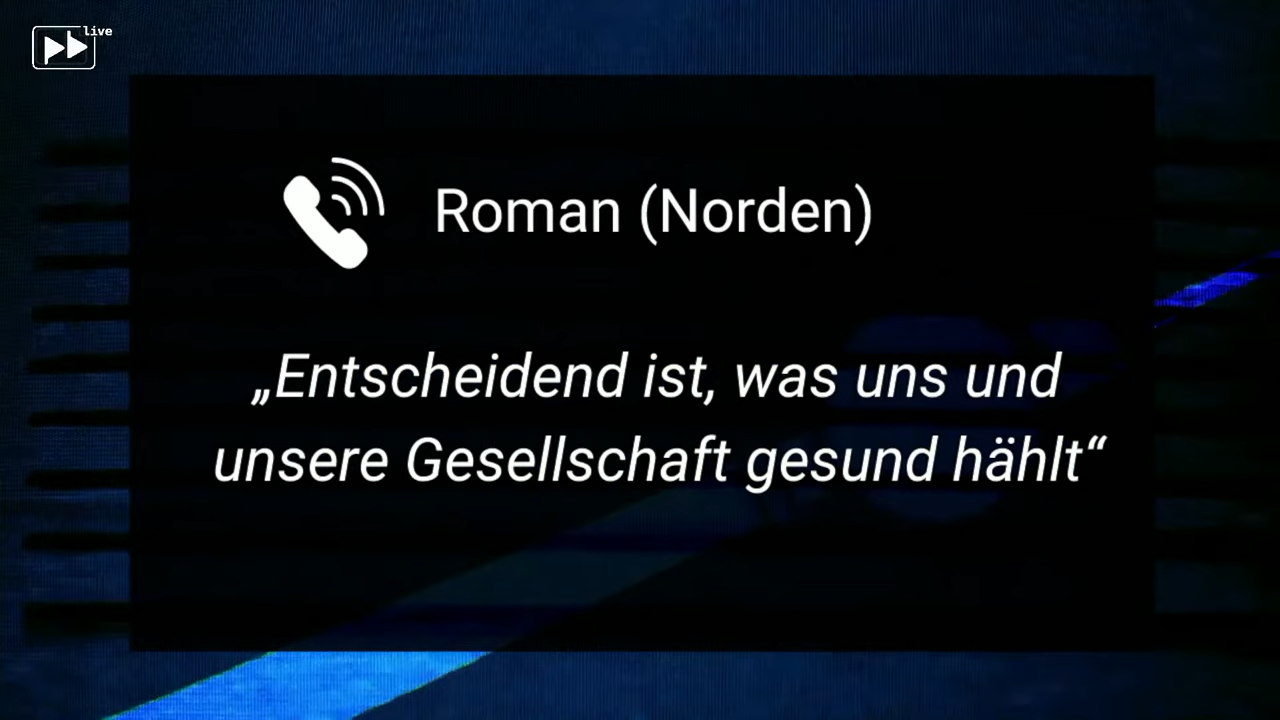 live
Roman (Norden)
„Entscheidend ist, was uns und
unsere Gesellschaft gesund hählt“